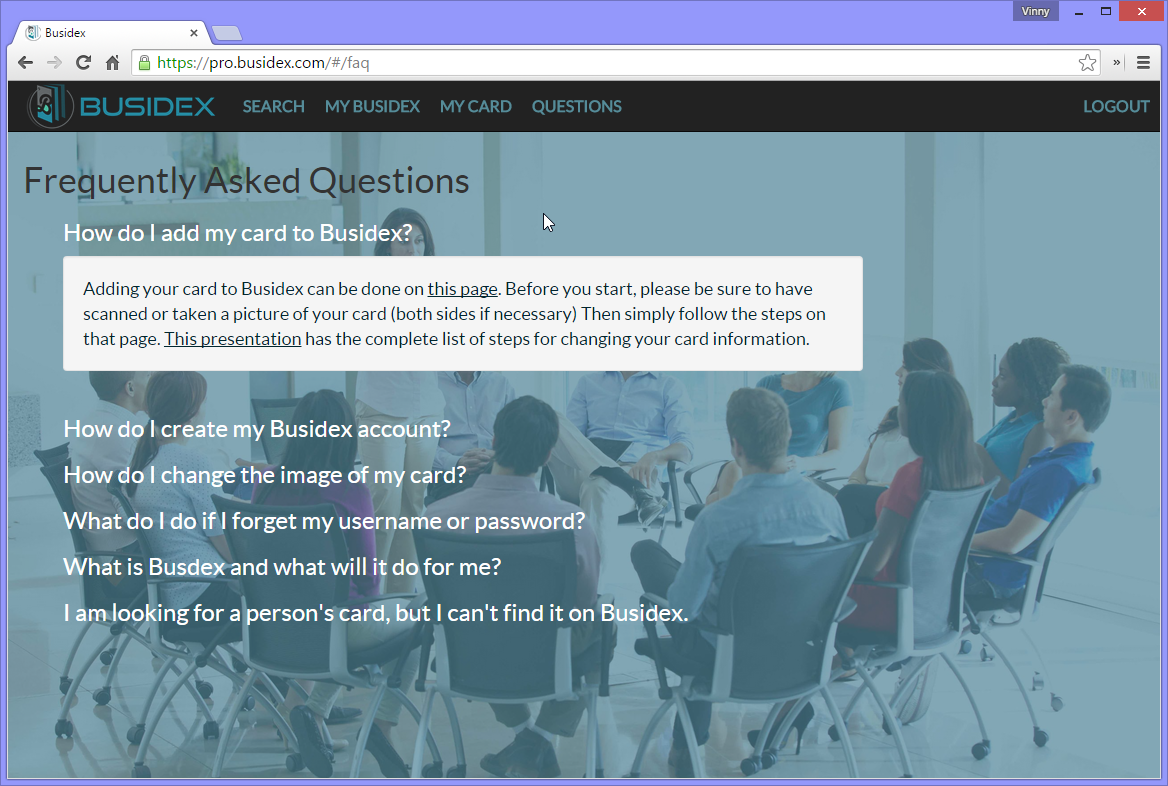 Vinny
Busidex
https://pro.busidex.com/#/faq
BUSIDEX SEARCH MY BUSIDEX MY CARD QUESTIONS LOGOUT
Frequently Asked Questions
How do I add my card to Busidex?
Adding your card to Busidex can be done on this page. Before you start, please be sure to have
scanned or taken a picture of your card (both sides if necessary) Then simply follow the steps on
that page. This presentation has the complete list of steps for changing your card information.
How do I create my Busidex account?
How do I change the image of my card?
What do I do if I forget my username or password?
What is Busdex and what will it do for me?
I am looking for a person's card, but I can't find it on Busidex.